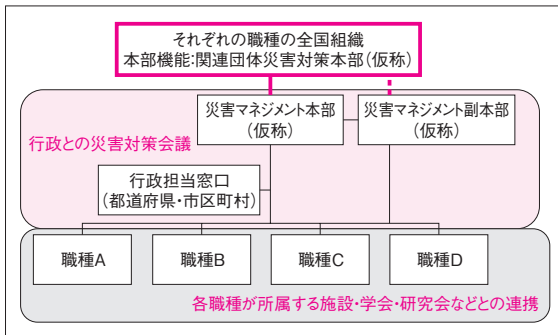 それぞれの職種の全国組織
本部機能:関連団体災害対策本部(仮称)
災害マネジメント本部
(仮称)
災害マネジメント副本部
(仮称)
行政との災害対策会議
行政担当窓口
(都道府県・市区町村)
職種A
職種B
職種C
職種D
各職種が所属する施設・学会・研究会などとの連携